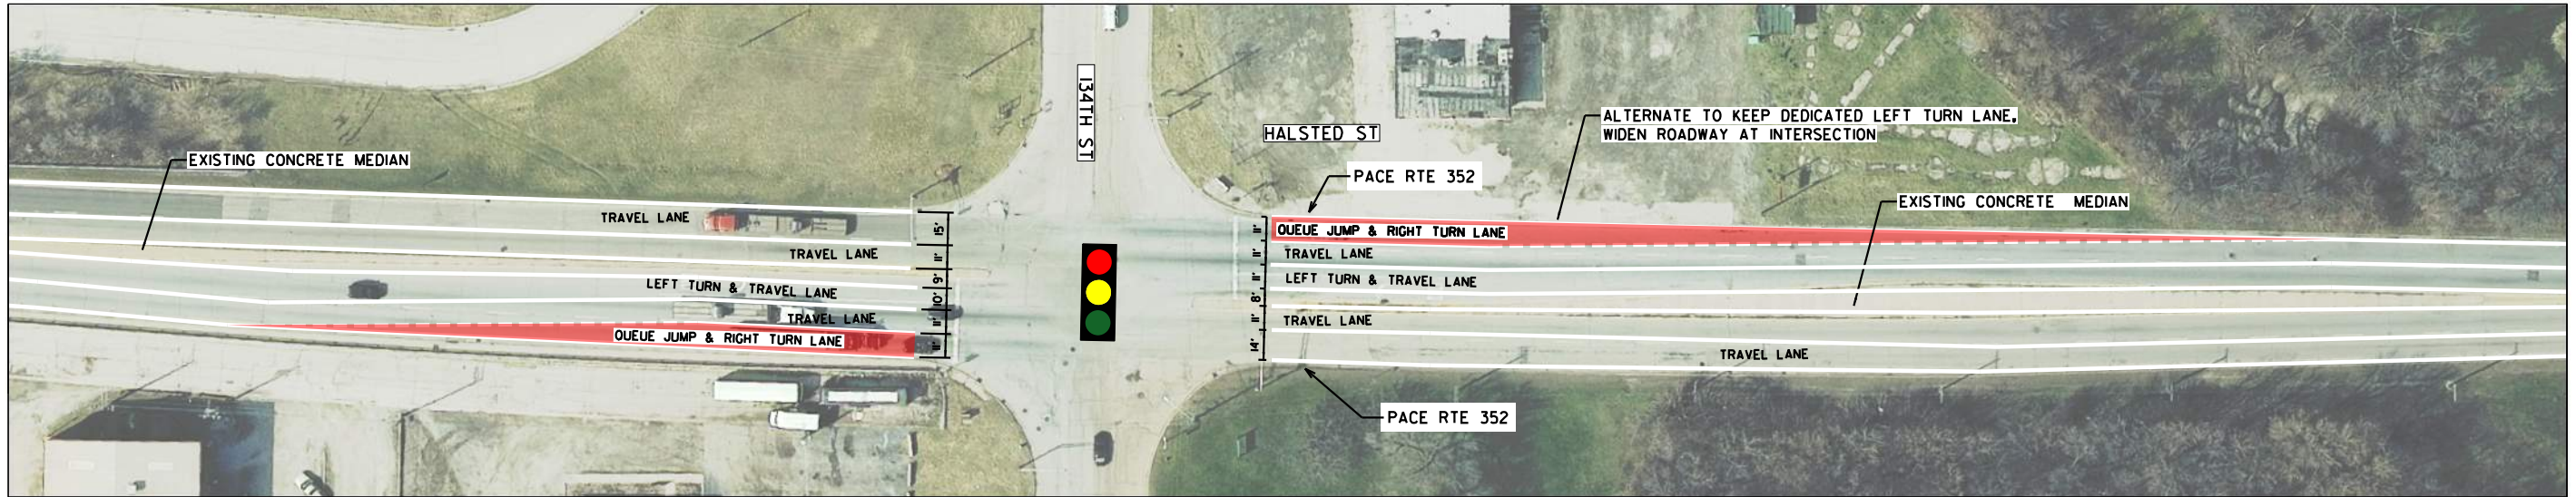 134TH ST
HALSTED ST
ALTERNATE TO KEEP DEDICATED LEFT TURN LANE,
WIDEN ROADWAY AT INTERSECTION
EXISTING CONCRETE MEDIAN
PACE RTE 352
EXISTING CONCRETE MEDIAN
TRAVEL LANE
TRAVEL LANE
LEFT TURN & TRAVEL LANE
TRAVEL LANE
QUEUE JUMP & RIGHT TURN LANE
15'
11'
9'
10'
11'
11'
QUEUE JUMP & RIGHT TURN LANE
TRAVEL LANE
LEFT TURN & TRAVEL LANE
TRAVEL LANE
TRAVEL LANE
11'
11'
11'
8'
11'
14'
PACE RTE 352